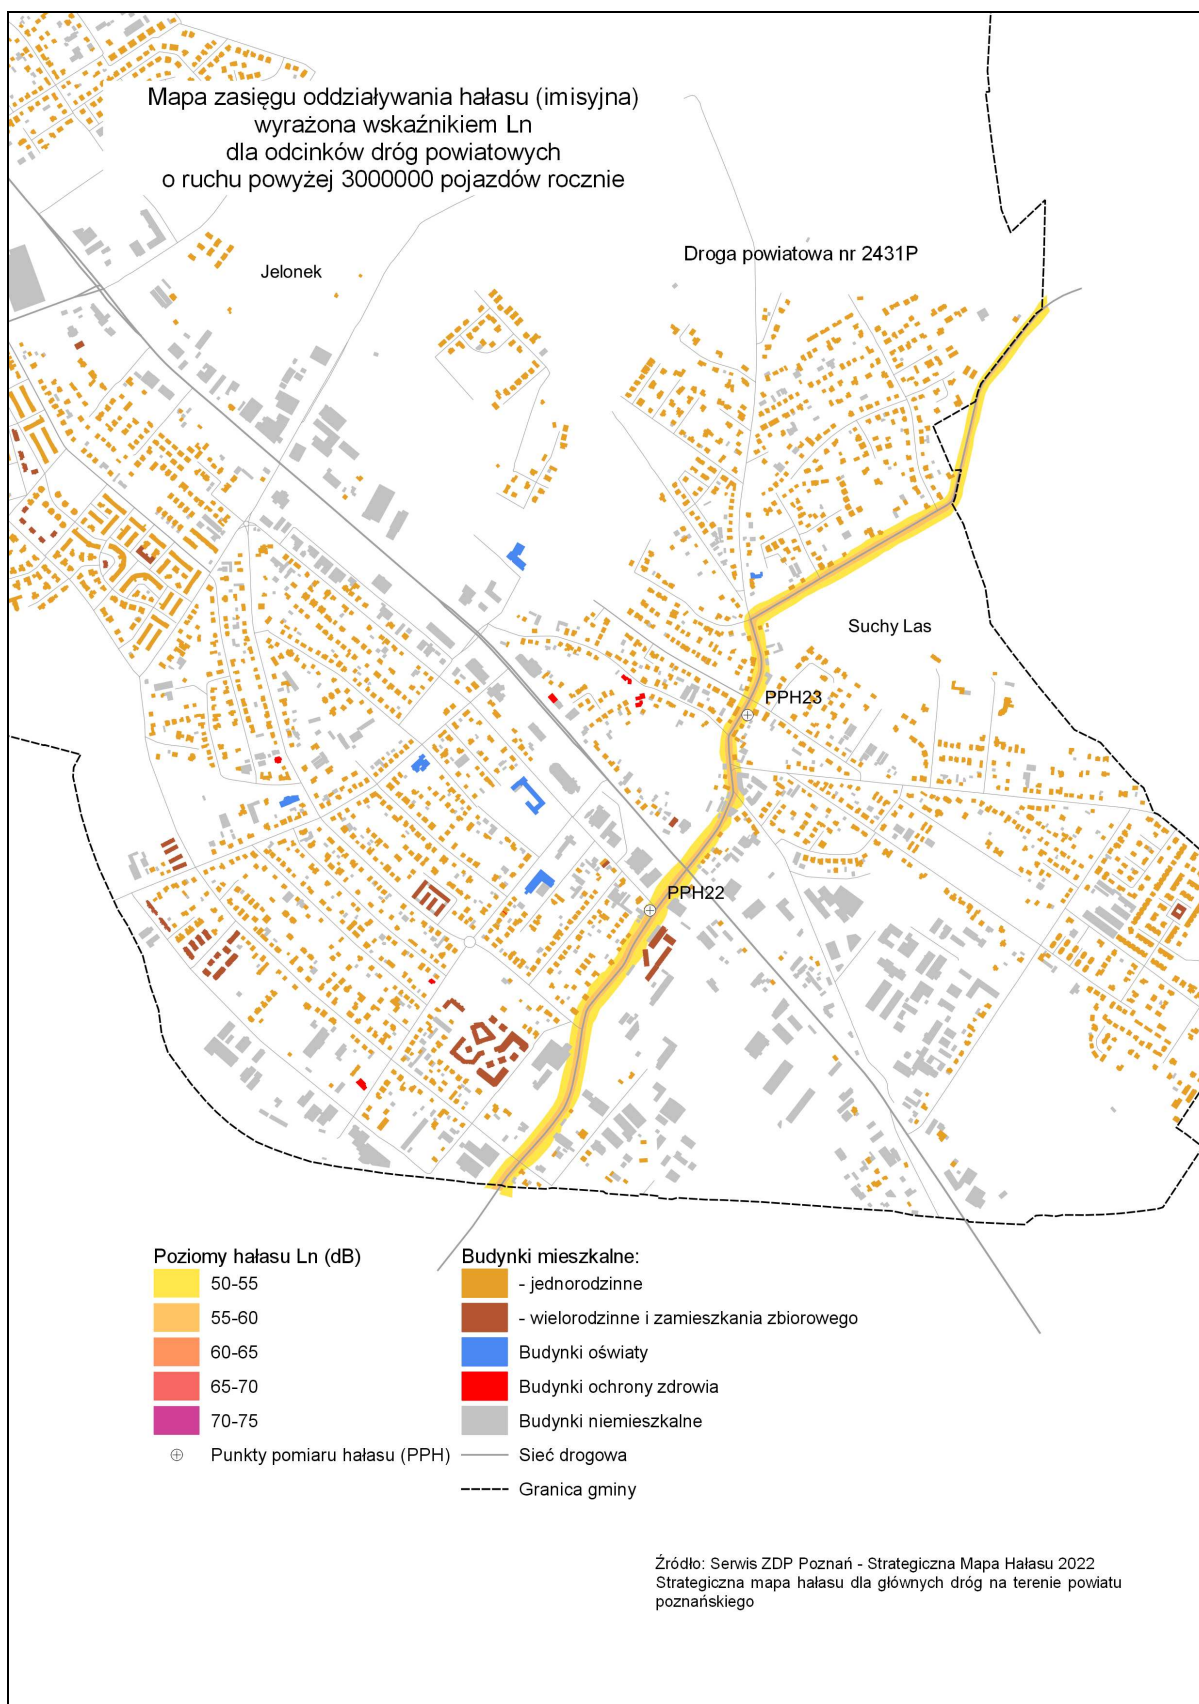 Mapa zasięgu oddziaływania hałasu (imisyjna)
wyrażona wskaźnikiem Ln
dla odcinków dróg powiatowych
o ruchu powyżej 3000000 pojazdów rocznie
Droga powiatowa nr 2431P
Jelonek
Suchy Las
PPH23
PPH22
Poziomy hałasu Ln (dB)
50-55
55-60
60-65
65-70
70-75
Punkty pomiaru hałasu (PPH)
Budynki mieszkalne:
- jednorodzinne
- wielorodzinne i zamieszkania zbiorowego
Budynki oświaty
Budynki ochrony zdrowia
Budynki niemieszkalne
Sieć drogowa
Granica gminy
Źródło: Serwis ZDP Poznań - Strategiczna Mapa Hałasu 2022
Strategiczna mapa hałasu dla głównych dróg na terenie powiatu
poznańskiego